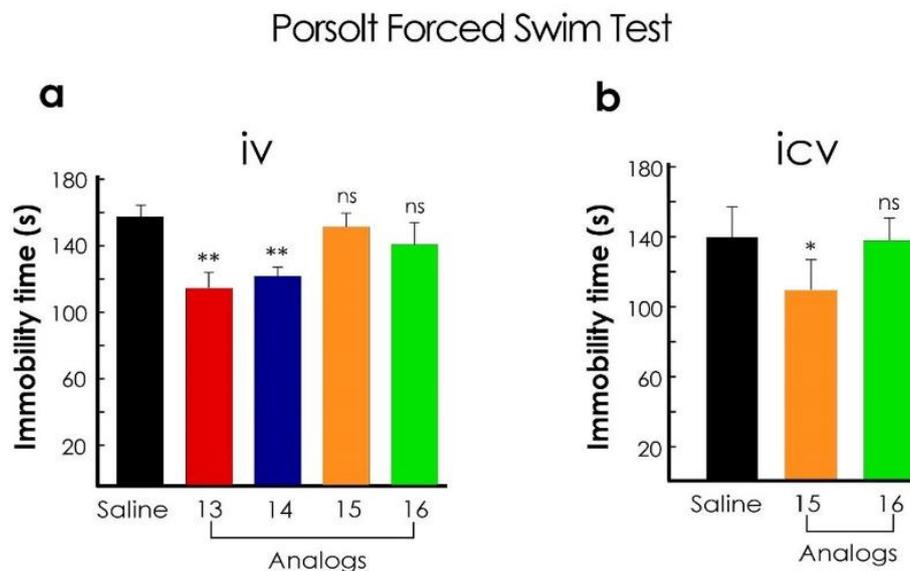 Porsolt Forced Swim Test
a
iv
Immobility time (s)
180
140
100
60
20
**
**
ns
ns
Saline 13 14 15 16
Analogs
b
icv
Immobility time (s)
180
140
100
60
20
*
ns
Saline 15 16
Analogs